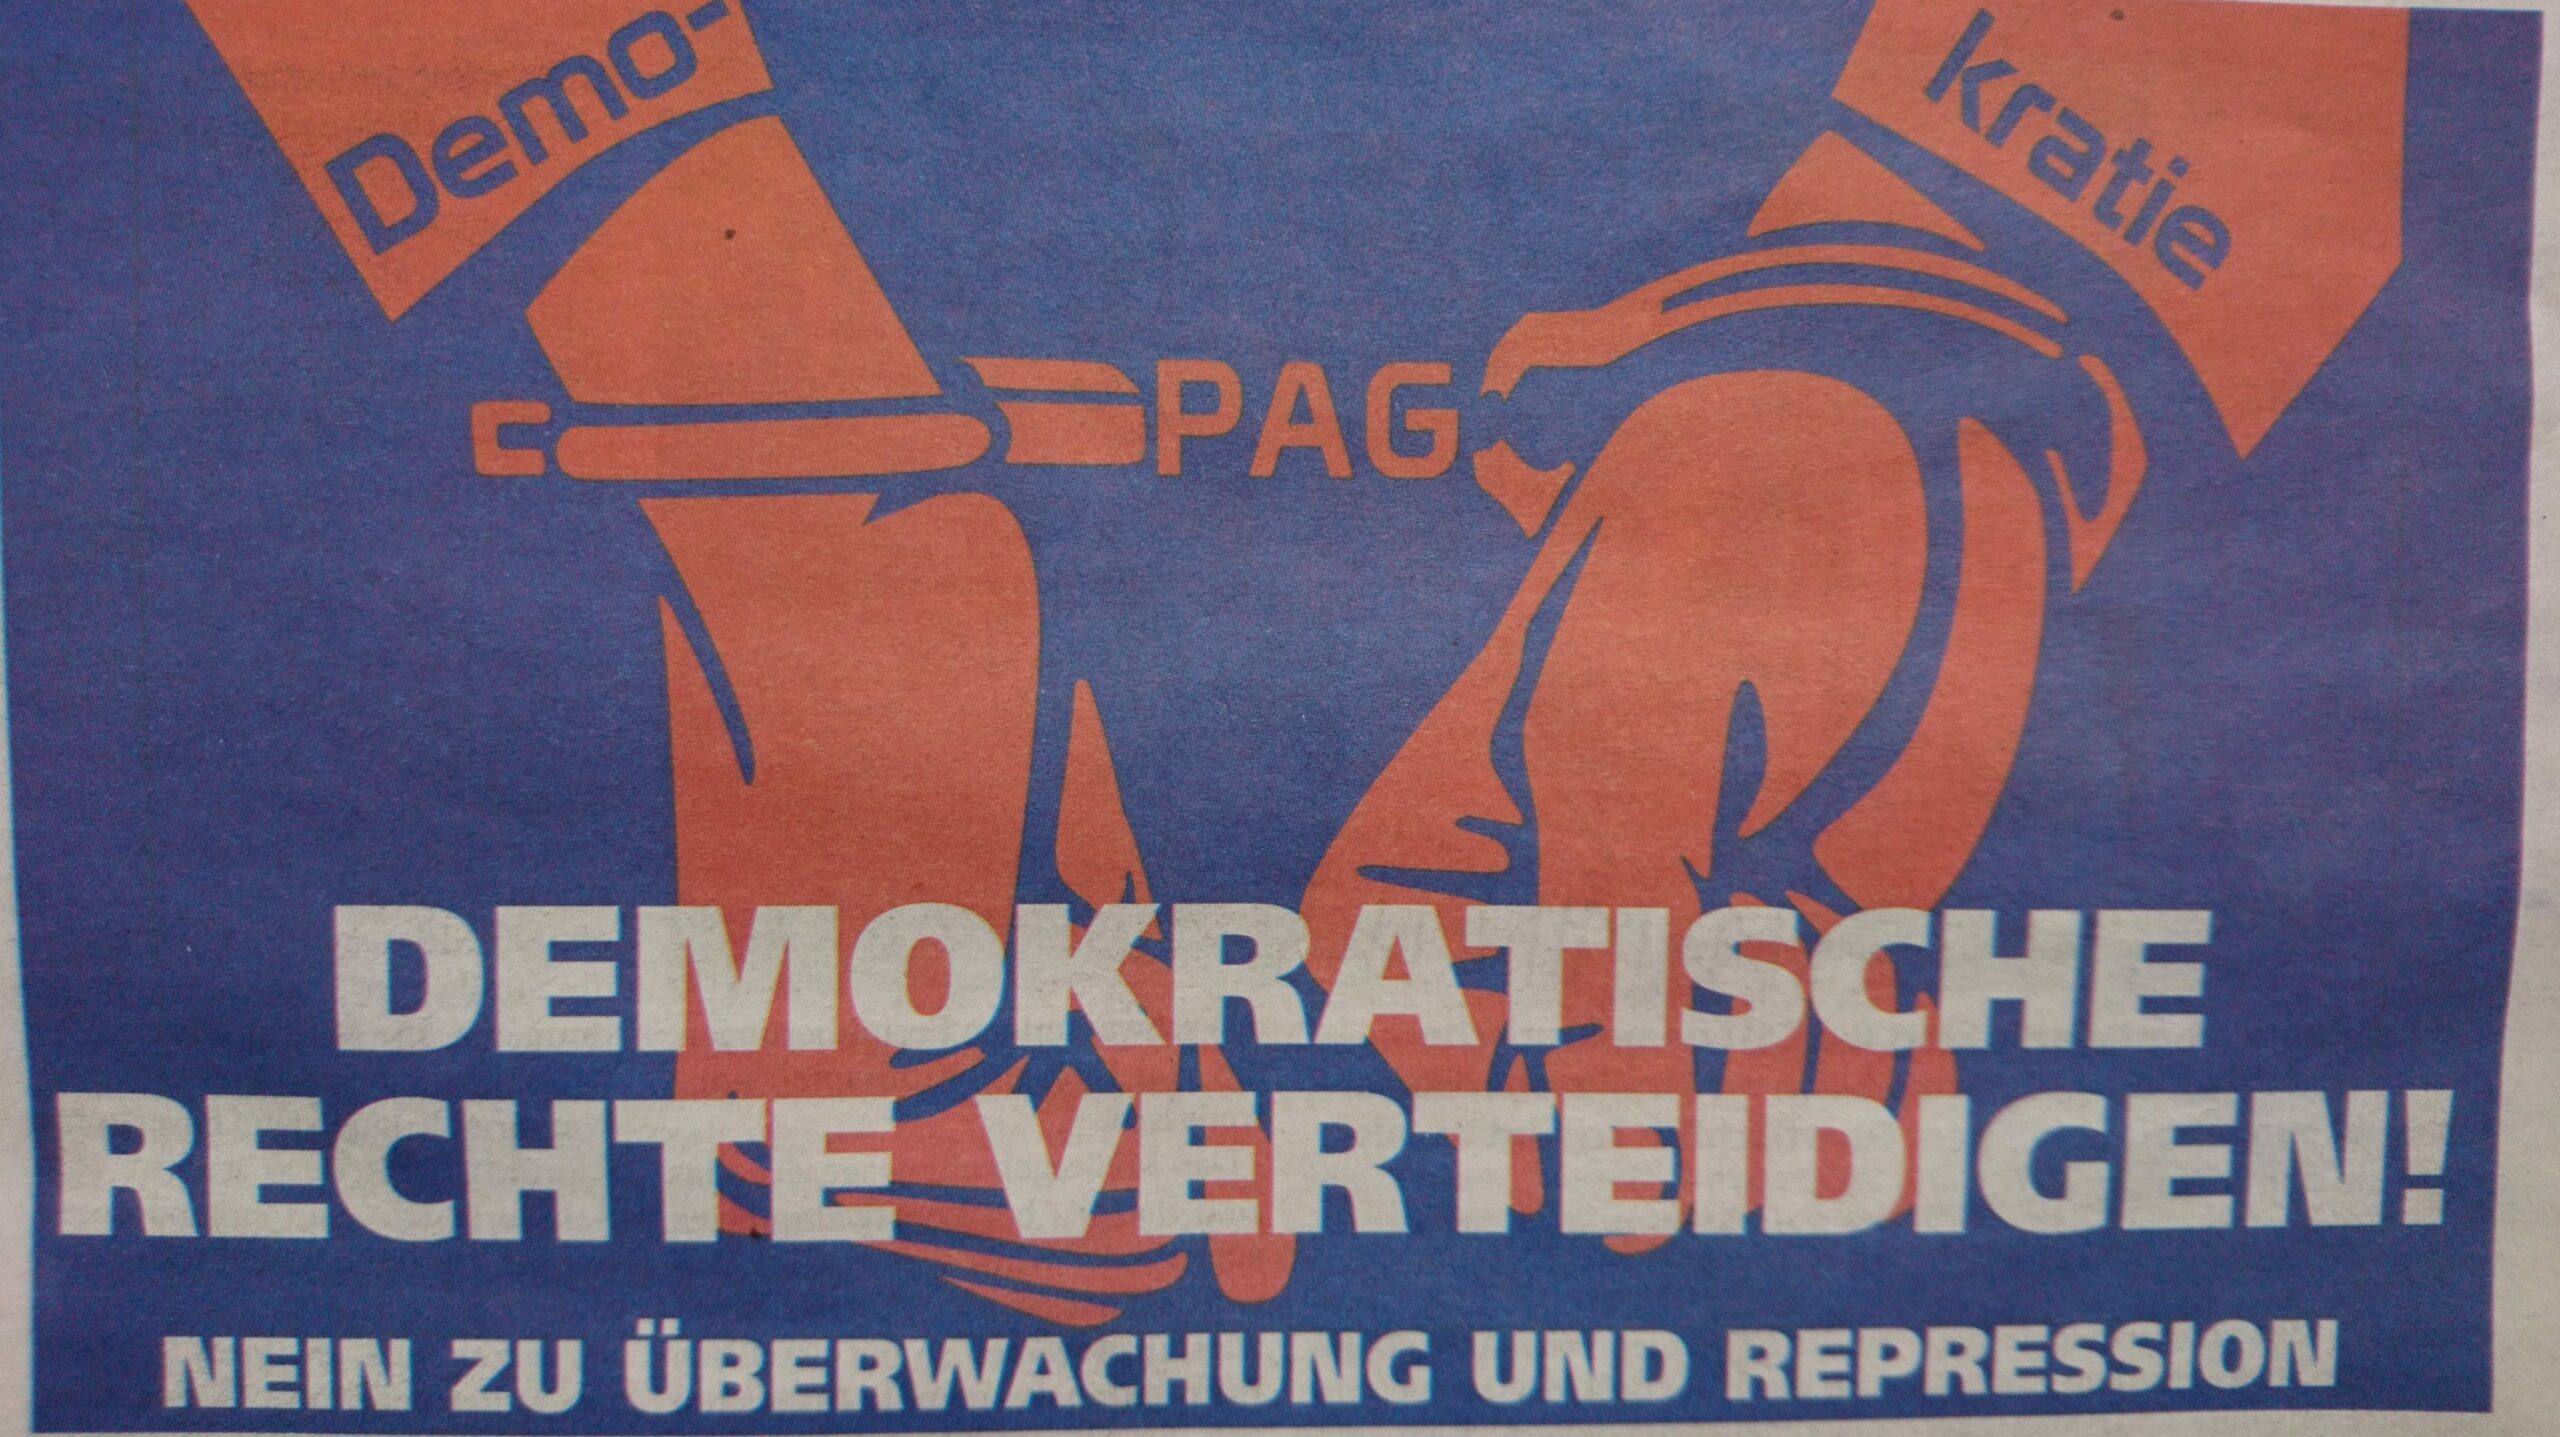 Demo-
kratie
PAG
DEMOKRATISCHE
RECHTE VERTEIDIGEN!
NEIN ZU ÜBERWACHUNG UND REPRESSION